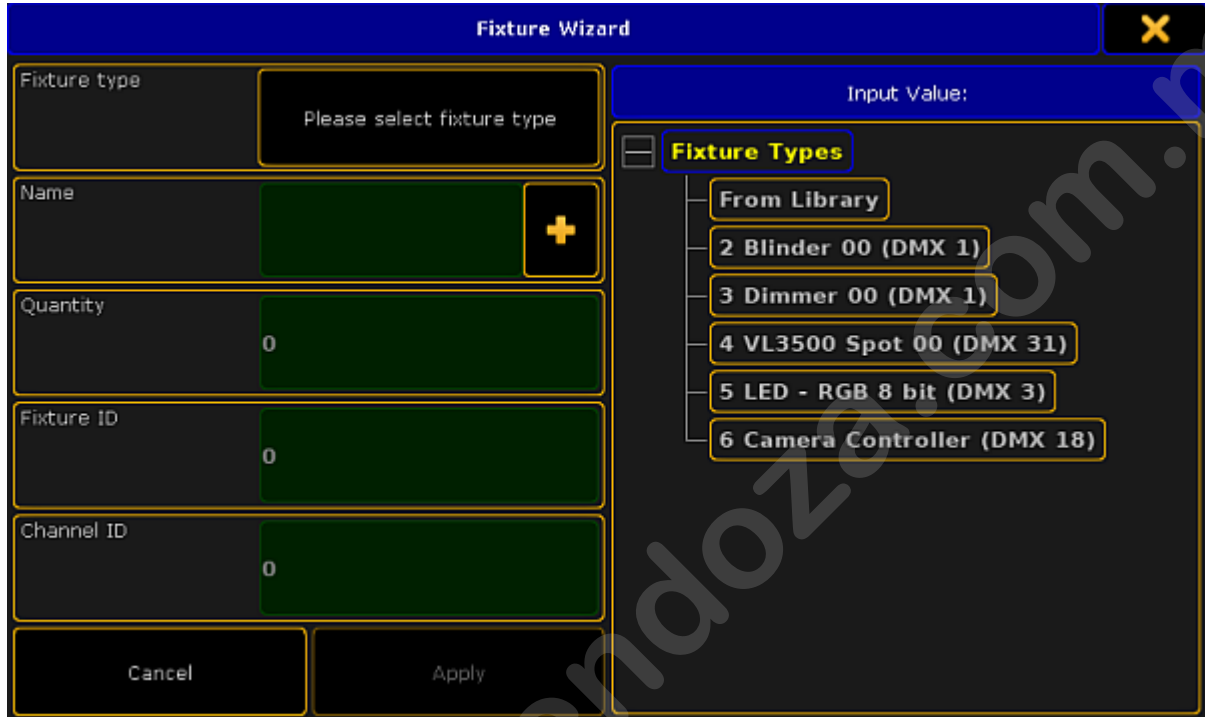 Fixture Wizard
Fixture type
Please select fixture type
Name
Quantity
0
Fixture ID
0
Channel ID
0
Cancel
Apply
Input Value:
Fixture Types
From Library
2 Blinder 00 (DMX 1)
3 Dimmer 00 (DMX 1)
4 VL3500 Spot 00 (DMX 31)
5 LED - RGB 8 bit (DMX 3)
6 Camera Controller (DMX 18)
ndoza.com.m